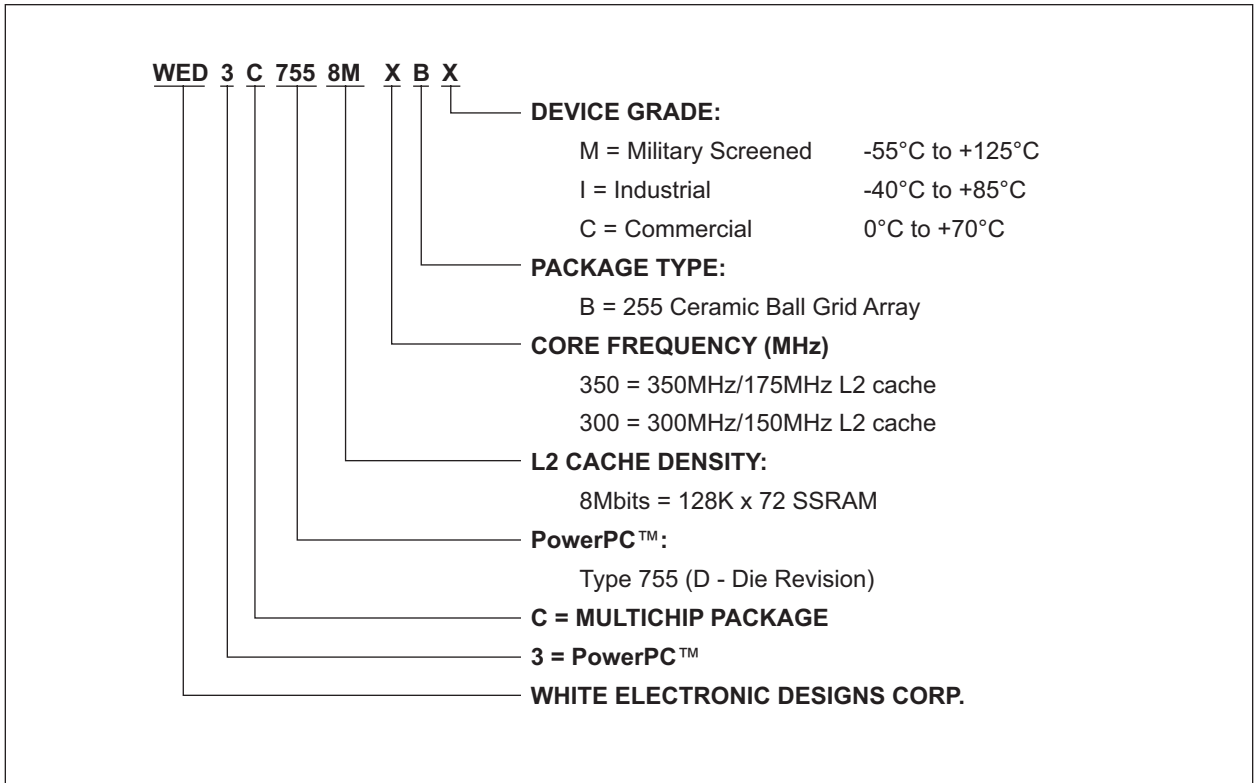 WED 3 C 755 8M X B X
DEVICE GRADE:
M = Military Screened -55°C to +125°C
I = Industrial -40°C to +85°C
C = Commercial 0°C to +70°C
PACKAGE TYPE:
B = 255 Ceramic Ball Grid Array
CORE FREQUENCY (MHz)
350 = 350MHz/175MHz L2 cache
300 = 300MHz/150MHz L2 cache
L2 CACHE DENSITY:
8Mbits = 128K x 72 SSRAM
PowerPC™:
Type 755 (D - Die Revision)
C = MULTICHIP PACKAGE
3 = PowerPC™
WHITE ELECTRONIC DESIGNS CORP.